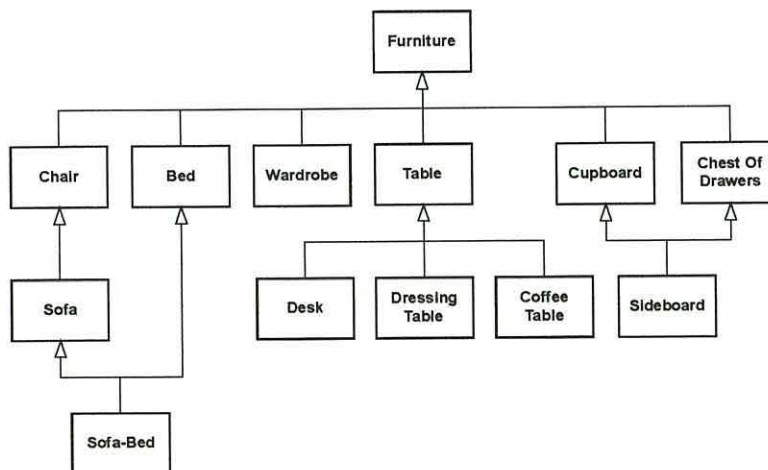 Furniture
Chair
Bed
Wardrobe
Table
Cupboard
Chest Of
Drawers
Sofa
Desk
Dressing
Table
Coffee
Table
Sideboard
Sofa-Bed